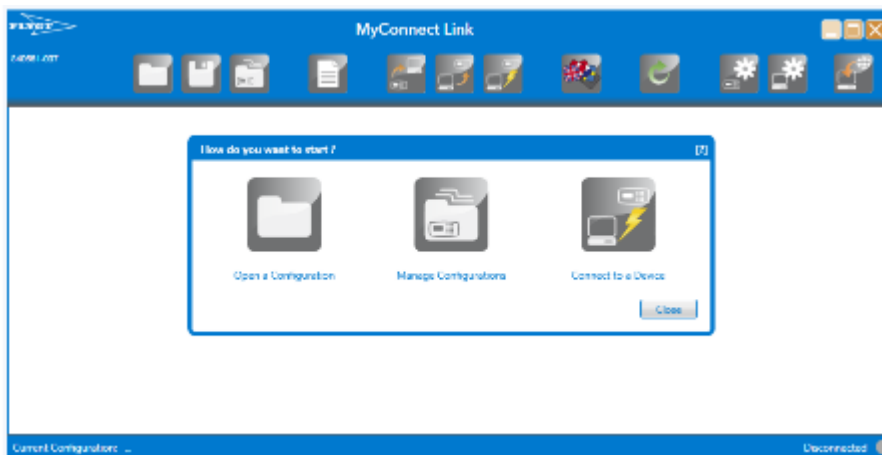 FLYGT
MyConnect Link
How do you want to start ?
[?]
Open a Configuration
Manage Configurations
Connect to a Device
Close
Current Configuration: _
Disconnected